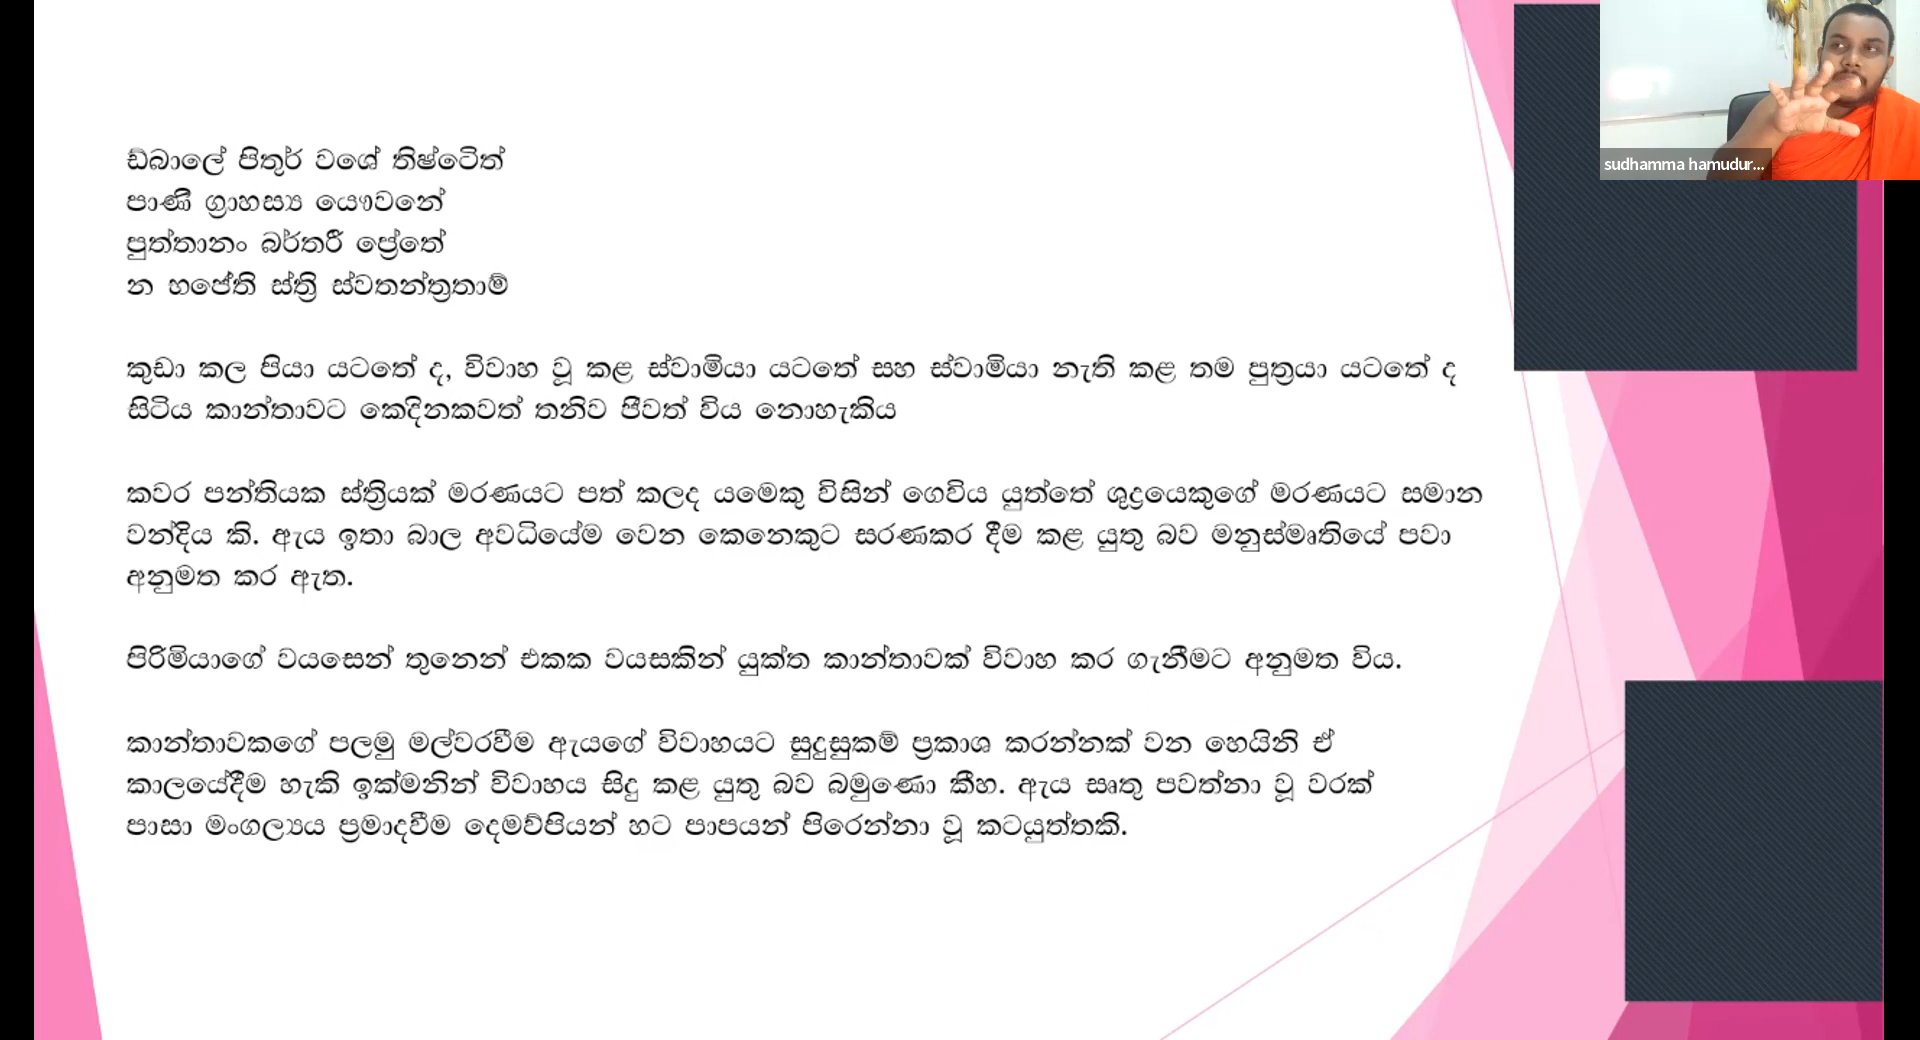 ඩ්බාලේ පිතුර් වශේ තිෂ්ටෙත්
පාණි ග්‍රාහස්‍ය යෞවනේ
පුත්තානං බර්තරී ප්‍රේතේ
න හජේති ස්ත්‍රි ස්වතන්ත්‍රතාම්
කුඩා කල පියා යටතේ ද, විවාහ වූ කළ ස්වාමියා යටතේ සහ ස්වාමියා නැති කළ තම පුත්‍රයා යටතේ ද
සිටිය කාන්තාවට කෙදිනකවත් තනිව ජීවත් විය නොහැකිය
කවර පන්තියක ස්ත්‍රියක් මරණයට පත් කලද යමෙකු විසින් ගෙවිය යුත්තේ ශුද්‍රයෙකුගේ මරණයට සමාන
වන්දිය කි. ඇය ඉතා බාල අවධියේම වෙන කෙනෙකුට සරණකර දීම කළ යුතු බව මනුස්මෘතියේ පවා
අනුමත කර ඇත.
පිරිමියාගේ වයසෙන් තුනෙන් එකක වයසකින් යුක්ත කාන්තාවක් විවාහ කර ගැනීමට අනුමත විය.
කාන්තාවකගේ පලමු මල්වරවීම ඇයගේ විවාහයට සුදුසුකම් ප්‍රකාශ කරන්නක් වන හෙයිනි ඒ
කාලයේදීම හැකි ඉක්මනින් විවාහය සිදු කළ යුතු බව බමුණො කීහ. ඇය සෘතු පවත්නා වූ වරක්
පාසා මංගල්‍යය ප්‍රමාදවීම දෙමව්පියන් හට පාපයන් පිරෙන්නා වූ කටයුත්තකි.
sudhamma hamudur...